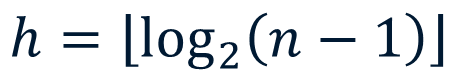 h = ⌊log₂(n − 1)⌋